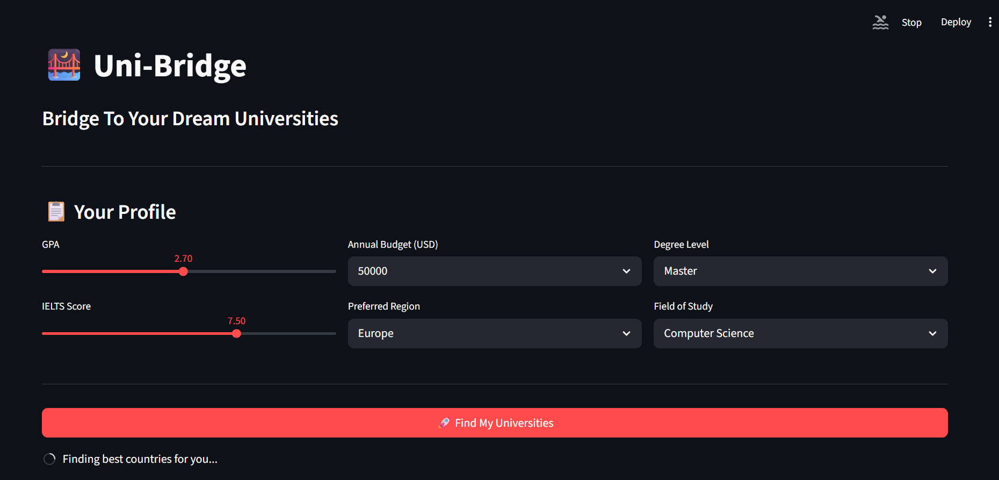 Stop Deploy
Uni-Bridge
Bridge To Your Dream Universities
Your Profile
GPA
2.70
Annual Budget (USD)
50000
Degree Level
Master
IELTS Score
7.50
Preferred Region
Europe
Field of Study
Computer Science
Find My Universities
Finding best countries for you...